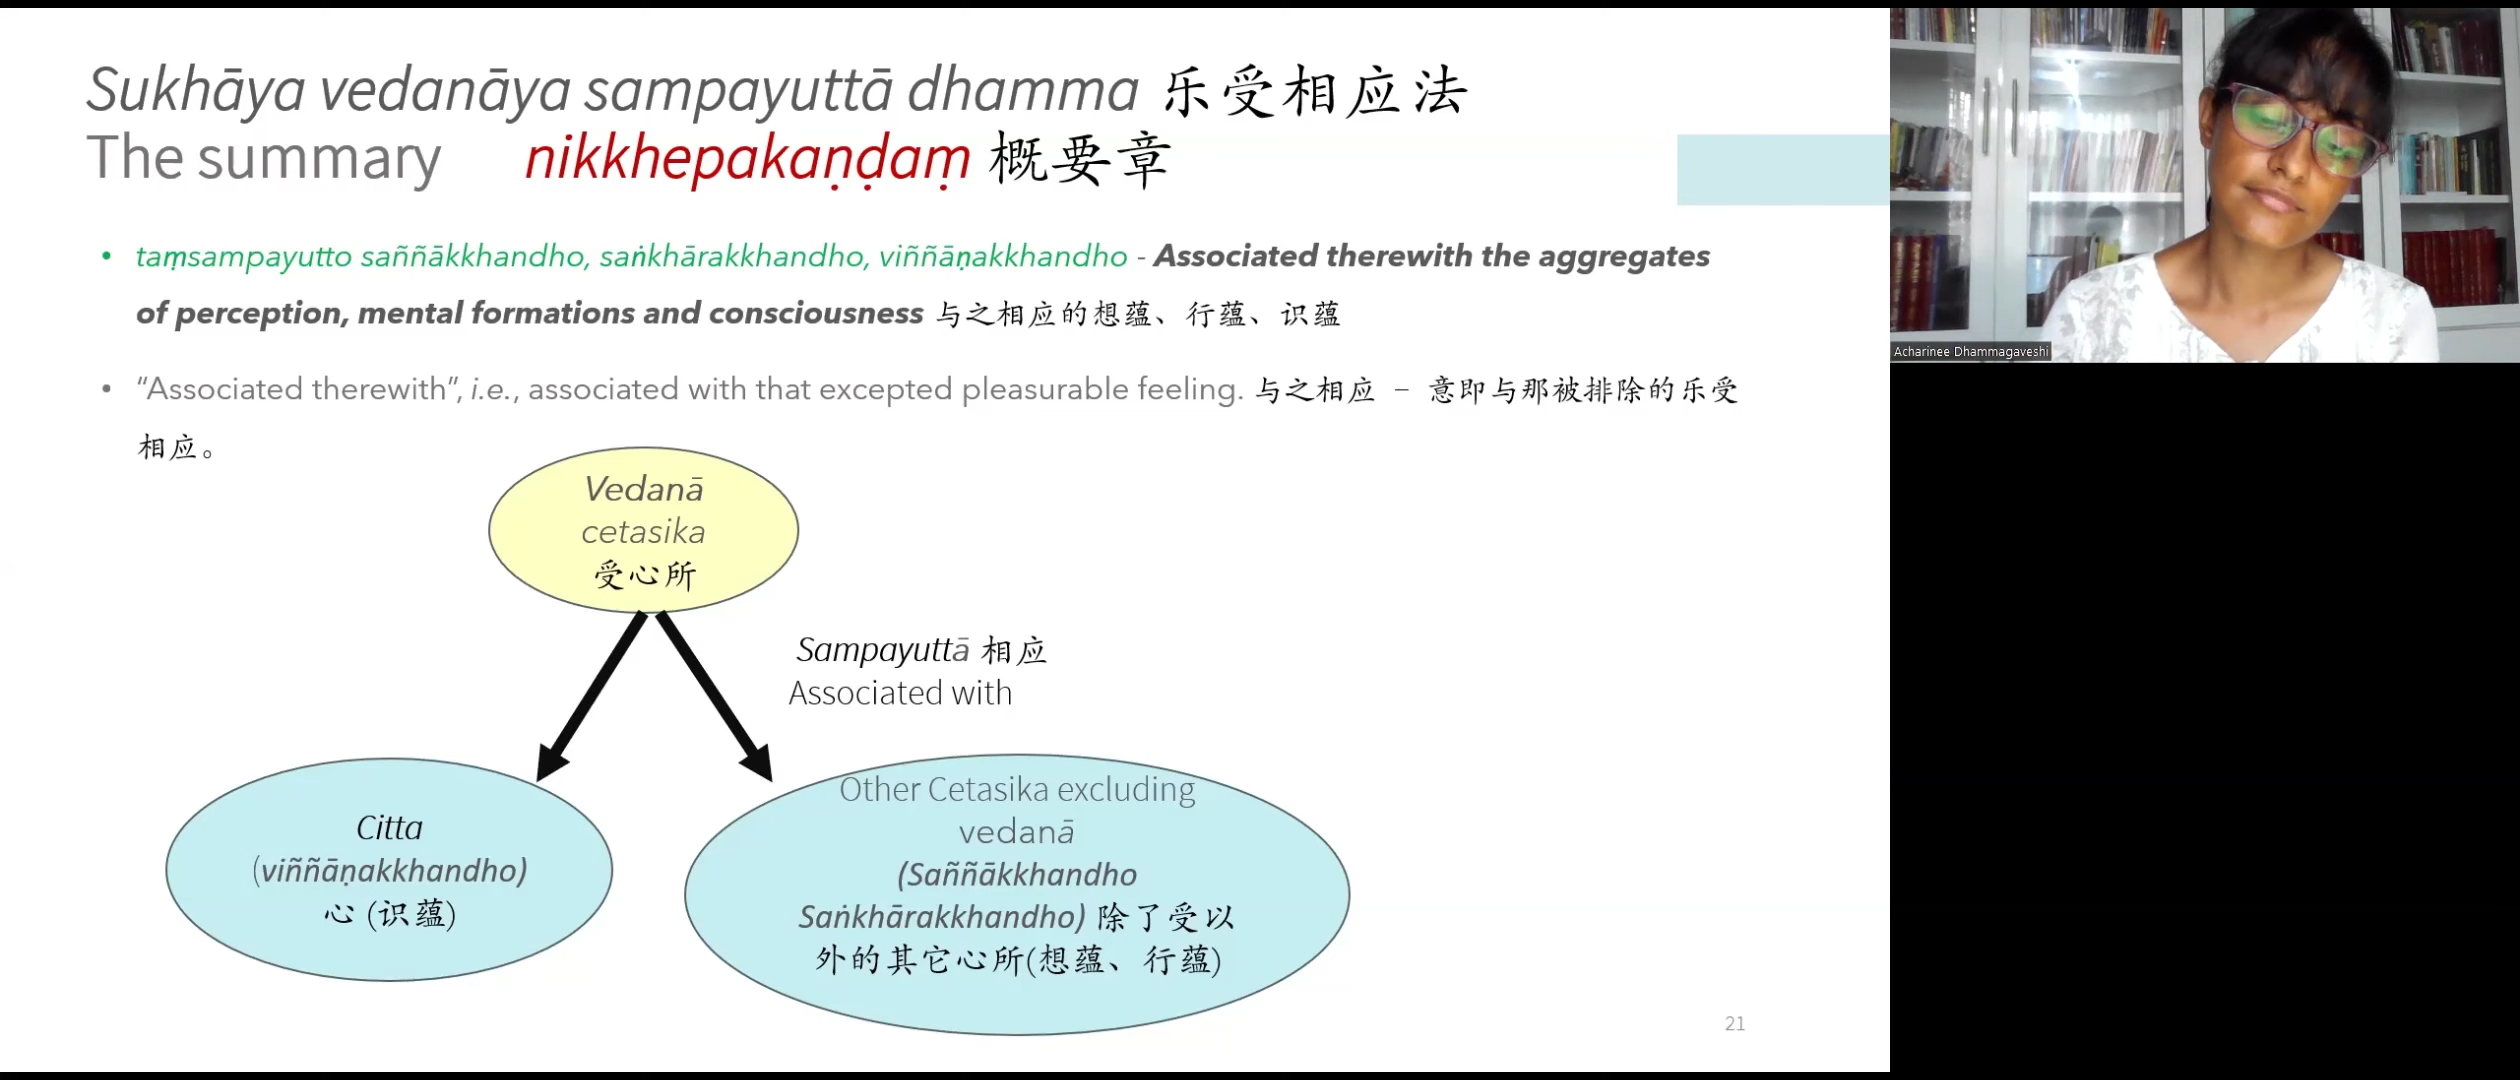 Sukhāya vedanāya sampayuttā dhamma 乐受相应法
The summary nikkhepakaṇḍaṃ 概要章
• taṃsampayutto saññākkhandho, saṅkhārakkhandho, viññāṇakkhandho - Associated therewith the aggregates
of perception, mental formations and consciousness 与之相应的想蕴、行蕴、识蕴
• “Associated therewith”, i.e., associated with that excepted pleasurable feeling. 与之相应 – 意即与那被排除的乐受
相应。
Vedanā
cetasika
受心所
Sampayuttā 相应
Associated with
Citta
(viññāṇakkhandho)
心 (识蕴)
Other Cetasika excluding
vedanā
(Saññākkhandho
Saṅkhārakkhandho) 除了受以
外的其它心所(想蕴、行蕴)
21
Acharinee Dhammagaveshi